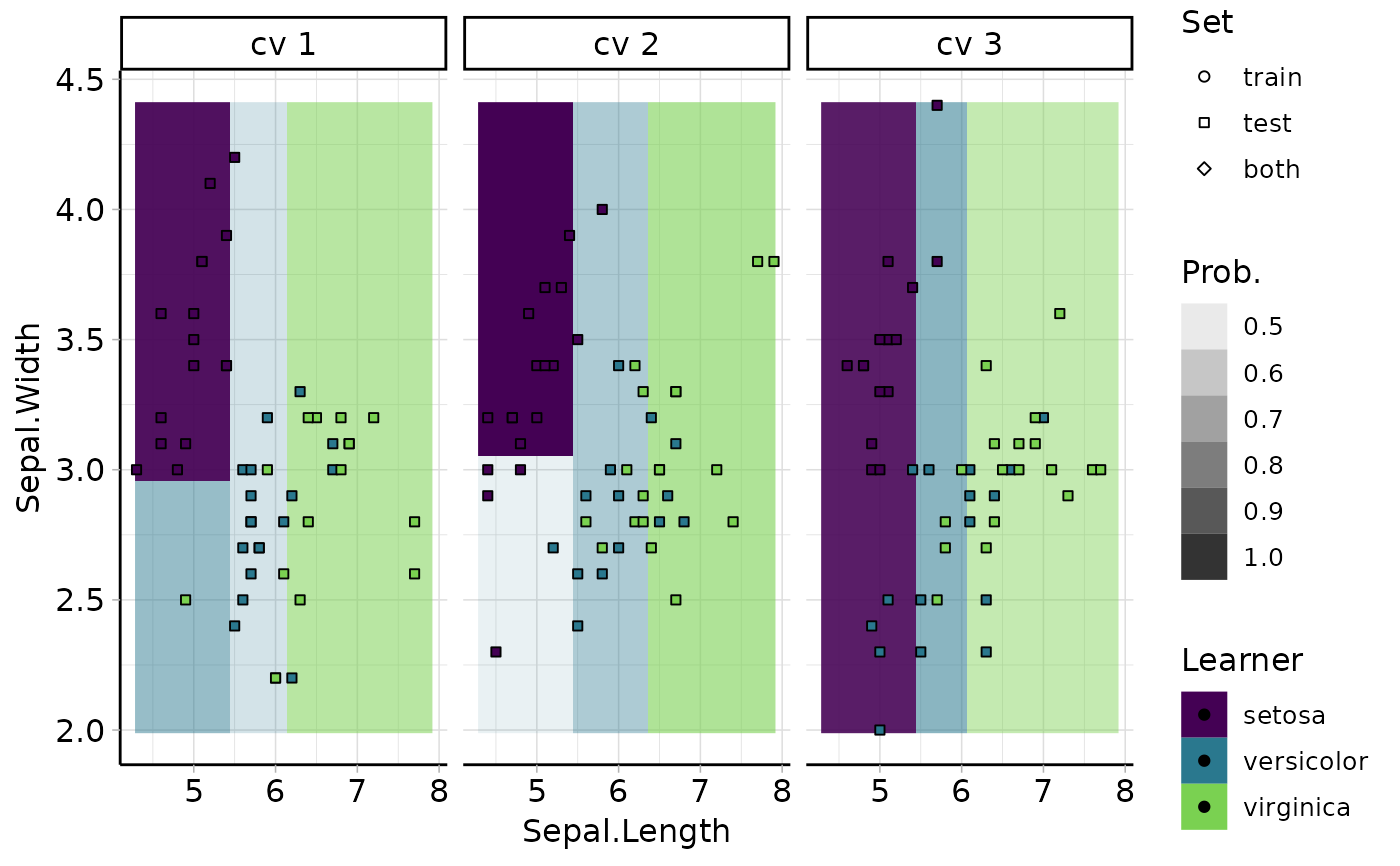 cv 1
cv 2
cv 3
4.5
4.0
3.5
3.0
2.5
2.0
Sepal.Width
5 6 7 8
5 6 7 8
5 6 7 8
Sepal.Length
Set
train
test
both
Prob.
0.5
0.6
0.7
0.8
0.9
1.0
Learner
setosa
versicolor
virginica